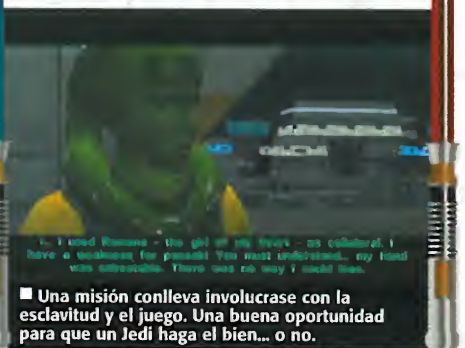 I... I used Ramana - the girl of my heart - as collateral. I
have a weakness for pazaak! You must understand... my hand
was unbeatable. There was no way I could lose.
■ Una misión conlleva involucrase con la
esclavitud y el juego. Una buena oportunidad
para que un Jedi haga el bien... o no.